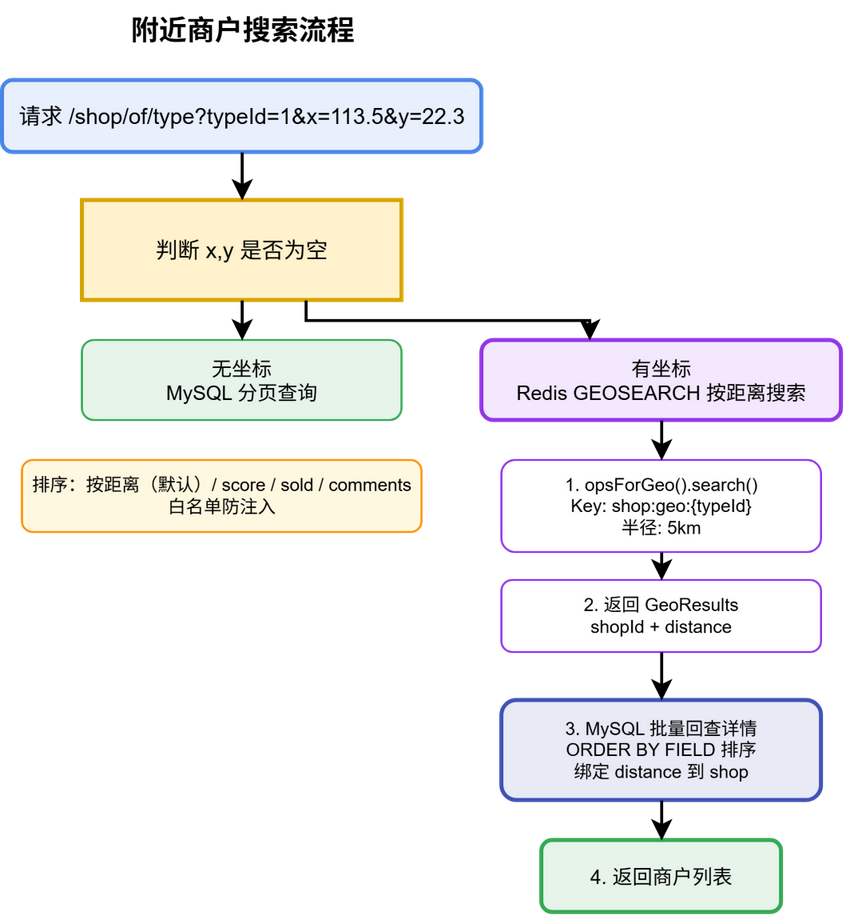 附近商户搜索流程
请求 /shop/of/type?typeId=1&x=113.5&y=22.3
判断 x,y 是否为空
无坐标
MySQL 分页查询
有坐标
Redis GEOSEARCH 按距离搜索
排序：按距离（默认）/ score / sold / comments
白名单防注入
1. opsForGeo().search()
Key: shop:geo:{typeId}
半径: 5km
2. 返回 GeoResults
shopId + distance
3. MySQL 批量回查详情
ORDER BY FIELD 排序
绑定 distance 到 shop
4. 返回商户列表